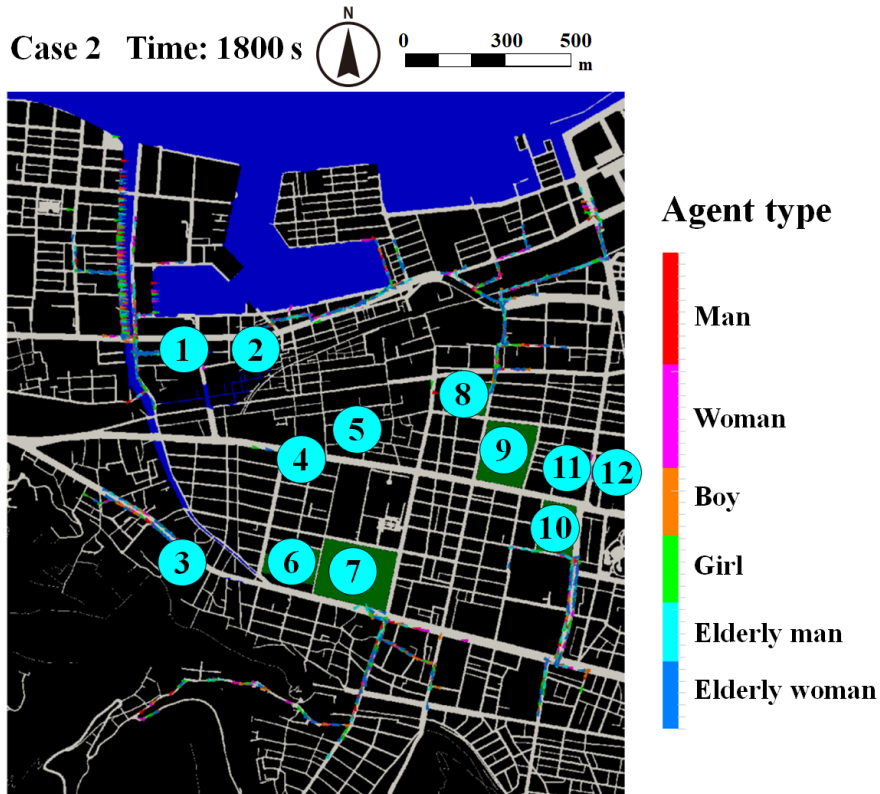 N
Case 2 Time: 1800 s
0 300 500
m
Agent type
Man
Woman
Boy
Girl
Elderly man
Elderly woman
1
2
3
4
5
6
7
8
9
10
11
12